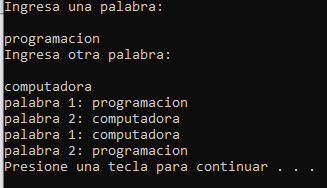 Ingresa una palabra:
programacion
Ingresa otra palabra:
computadora
palabra 1: programacion
palabra 2: computadora
palabra 1: computadora
palabra 2: programacion
Presione una tecla para continuar . . .